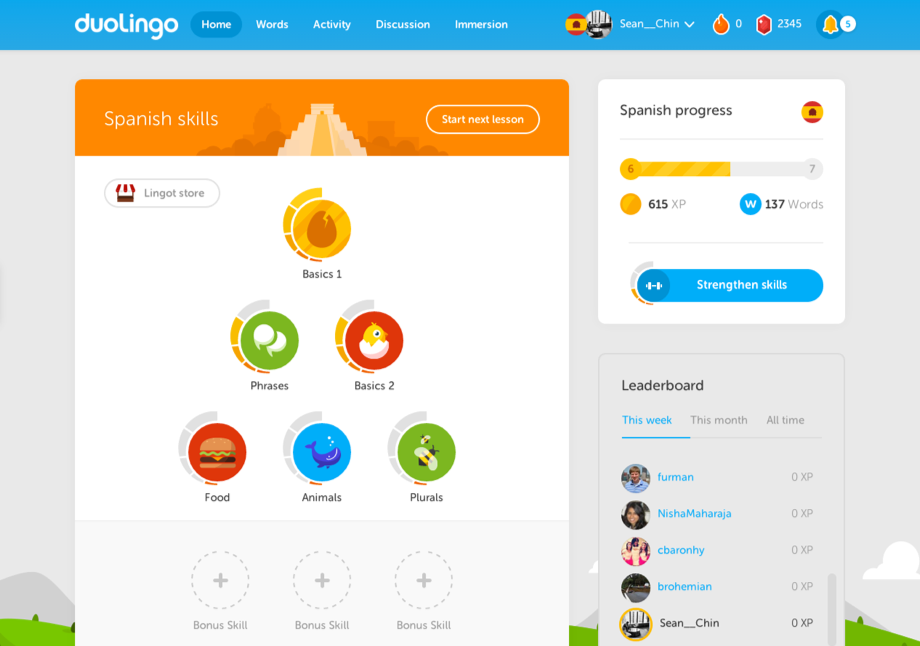 duolingo
Home
Words
Activity
Discussion
Immersion
Sean__Chin
0
2345
5
Spanish skills
Start next lesson
Lingot store
Basics 1
Phrases
Basics 2
Food
Animals
Plurals
Bonus Skill
Bonus Skill
Bonus Skill
Spanish progress
6
7
615 XP
W
137 Words
Strengthen skills
Leaderboard
This week
This month
All time
furman
0 XP
NishaMaharaja
0 XP
cbaronhy
0 XP
brohemian
0 XP
Sean__Chin
0 XP